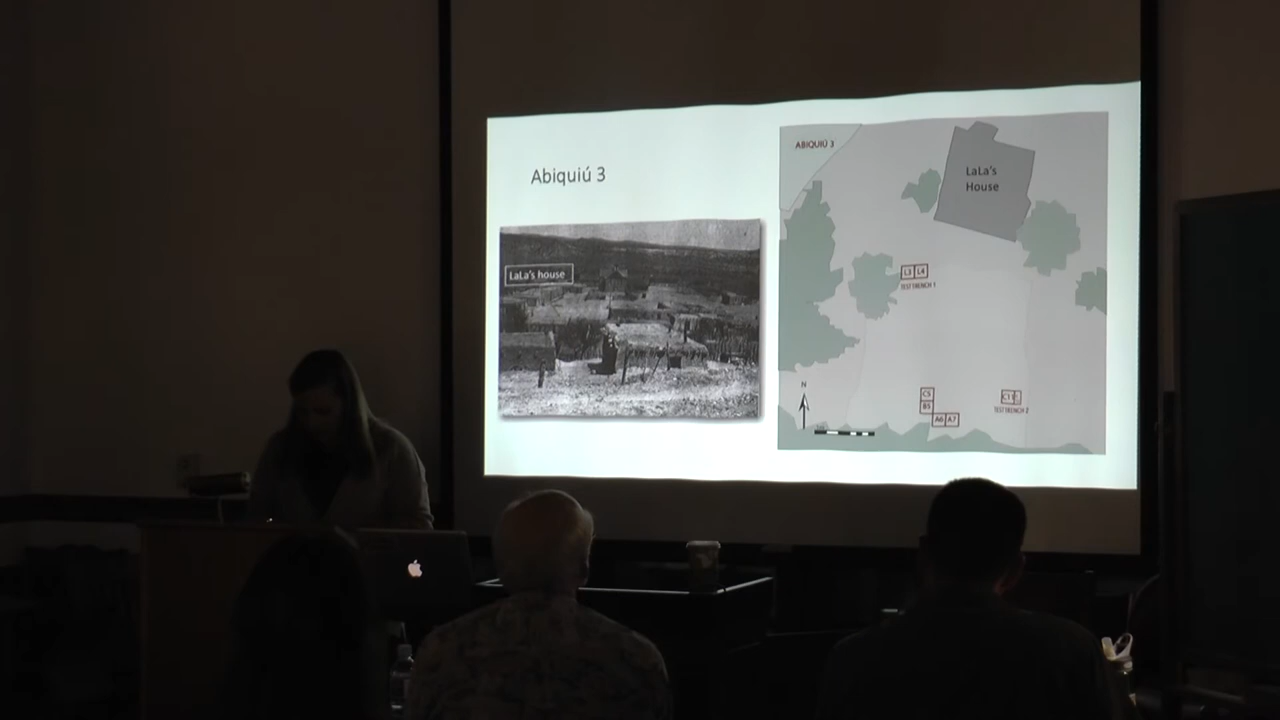 Abiquiú 3
LaLa's house
ABIQUIÚ 3
LaLa's
House
L3 L4
TEST TRENCH 1
C5
B5
A6 A7
C11
TEST TRENCH 2
N